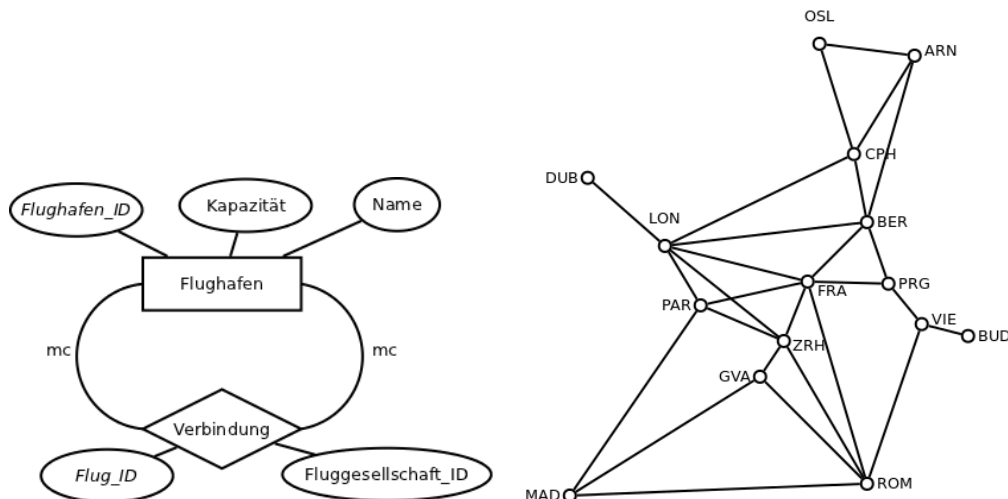 Flughafen_ID
Kapazität
Name
Flughafen
mc
mc
Verbindung
Flug_ID
Fluggesellschaft_ID
OSL
ARN
CPH
DUB
LON
BER
FRA
PRG
PAR
VIE
BUD
ZRH
GVA
MAD
ROM